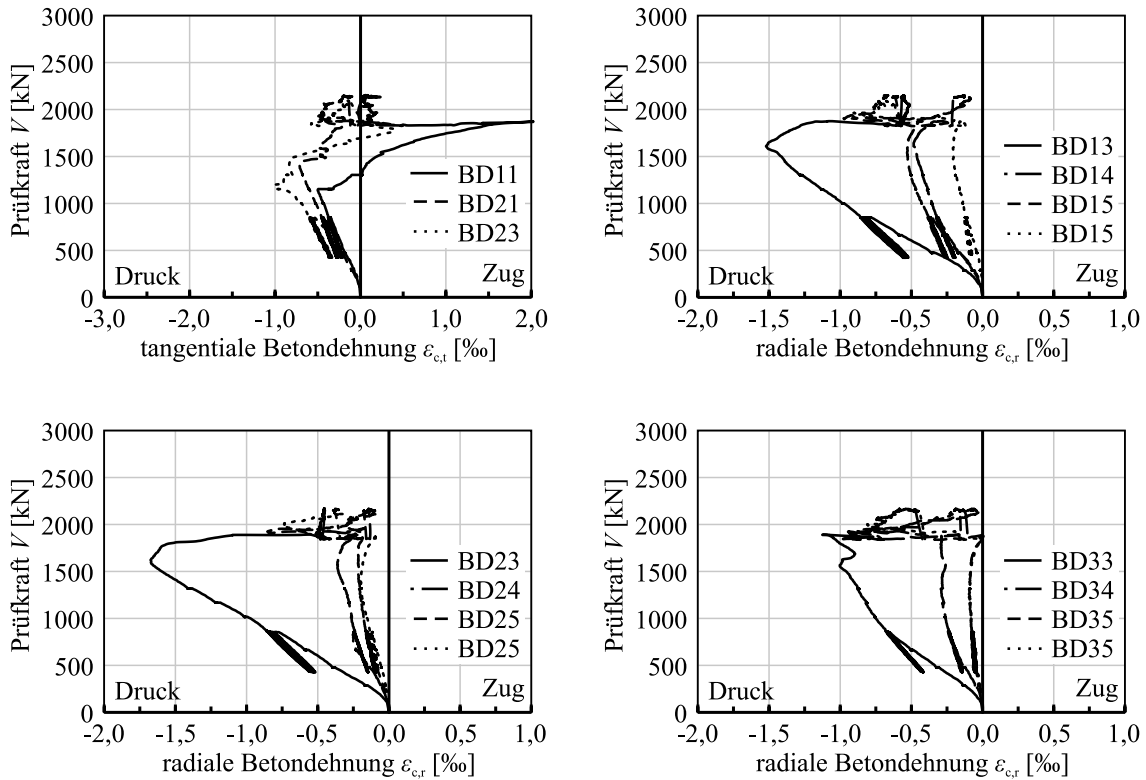 Prüfkraft V [kN]
3000
2500
2000
1500
1000
500
0
BD11
BD21
BD23
Druck
Zug
-3,0 -2,0 -1,0 0,0 1,0 2,0
tangentiale Betondehnung εc,t [‰]
Prüfkraft V [kN]
3000
2500
2000
1500
1000
500
0
BD13
BD14
BD15
BD15
Druck
Zug
-2,0 -1,5 -1,0 -0,5 0,0 0,5 1,0
radiale Betondehnung εc,r [‰]
Prüfkraft V [kN]
3000
2500
2000
1500
1000
500
0
BD23
BD24
BD25
BD25
Druck
Zug
-2,0 -1,5 -1,0 -0,5 0,0 0,5 1,0
radiale Betondehnung εc,r [‰]
Prüfkraft V [kN]
3000
2500
2000
1500
1000
500
0
BD33
BD34
BD35
BD35
Druck
Zug
-2,0 -1,5 -1,0 -0,5 0,0 0,5 1,0
radiale Betondehnung εc,r [‰]